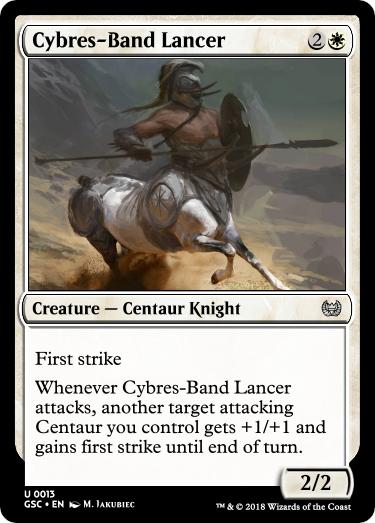 Cybres-Band Lancer 2
Creature — Centaur Knight
First strike
Whenever Cybres-Band Lancer
attacks, another target attacking
Centaur you control gets +1/+1 and
gains first strike until end of turn.
2/2
U 0013
GSC • EN M. Jakubiec
™ & © 2018 Wizards of the Coast